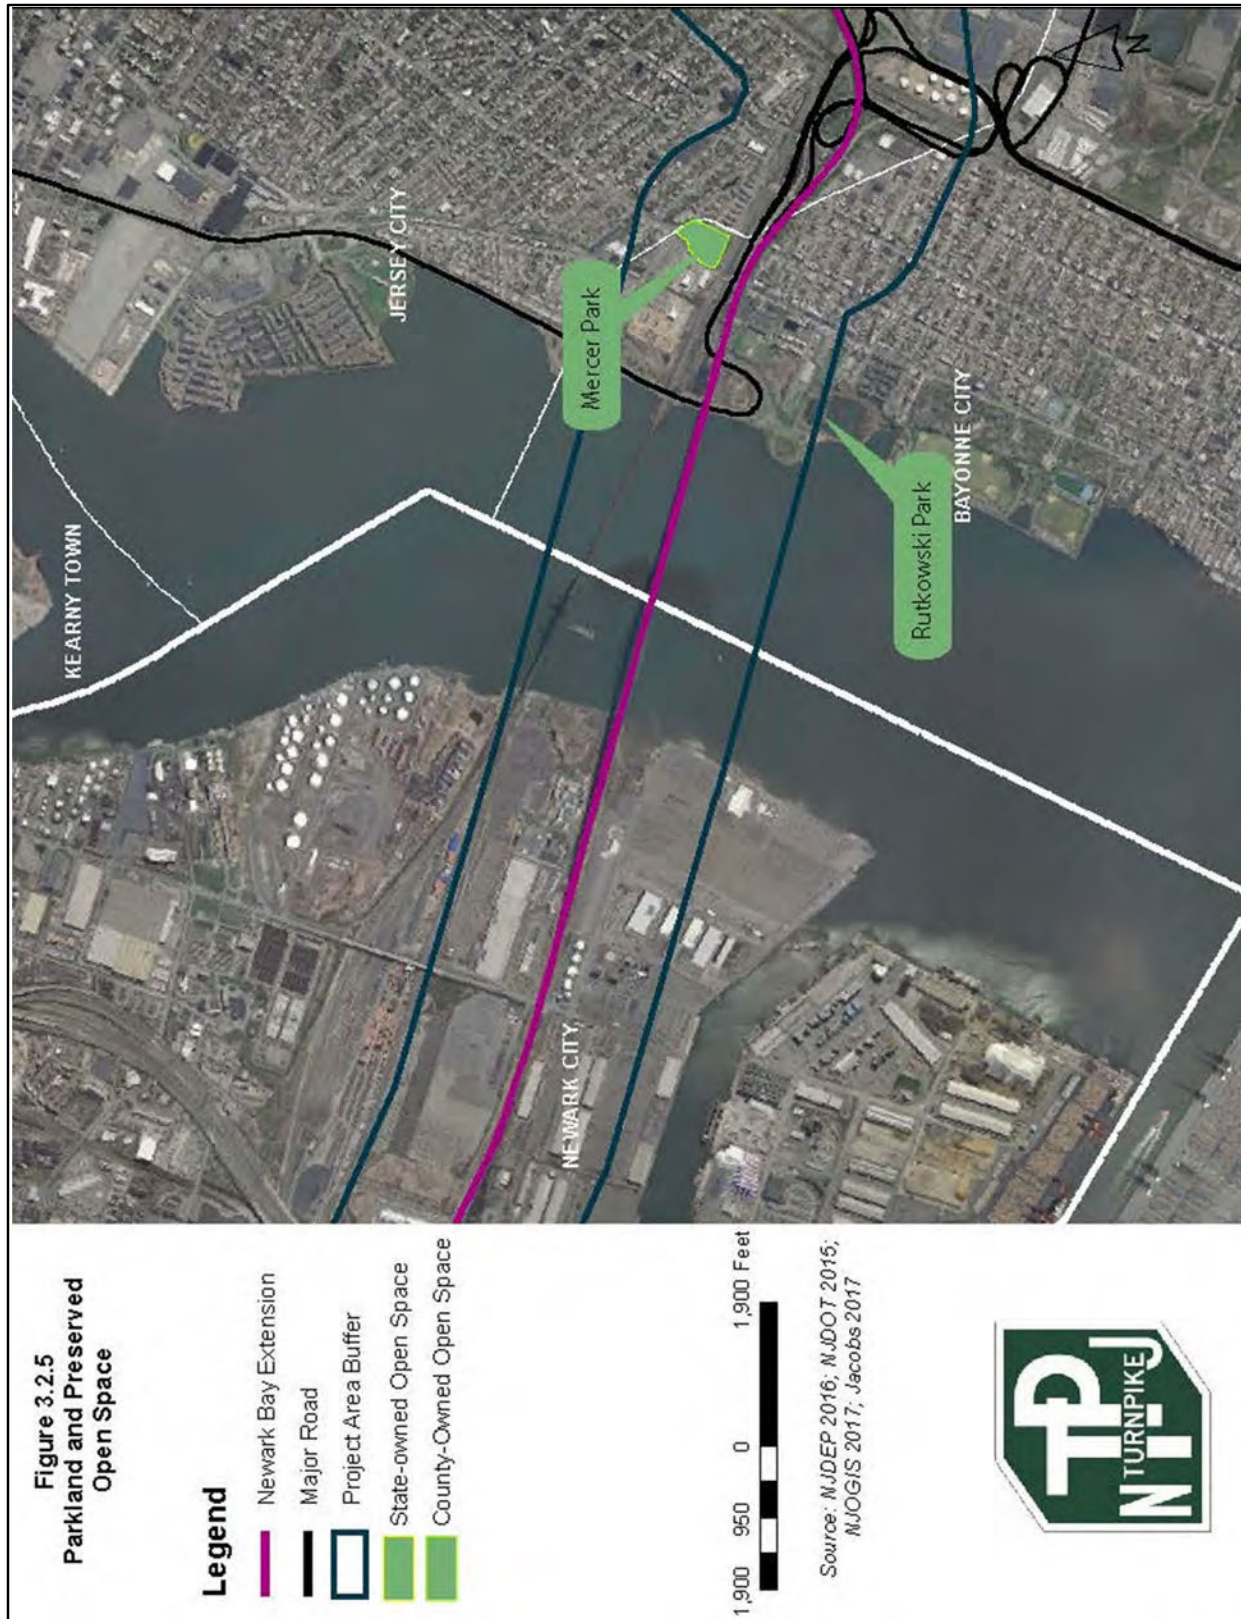 Figure 3.2.5
Parkland and Preserved
Open Space
Legend
Newark Bay Extension
Major Road
Project Area Buffer
State-owned Open Space
County-Owned Open Space
1,900 950 0 1,900 Feet
Source: NJDEP 2016; NJDOT 2015;
NJOGIS 2017; Jacobs 2017
NTPJ
TURNPIKE
KEARNY TOWN
JERSEY CITY
Mercer Park
NEWARK CITY
Rutkowski Park
BAYONNE CITY
N